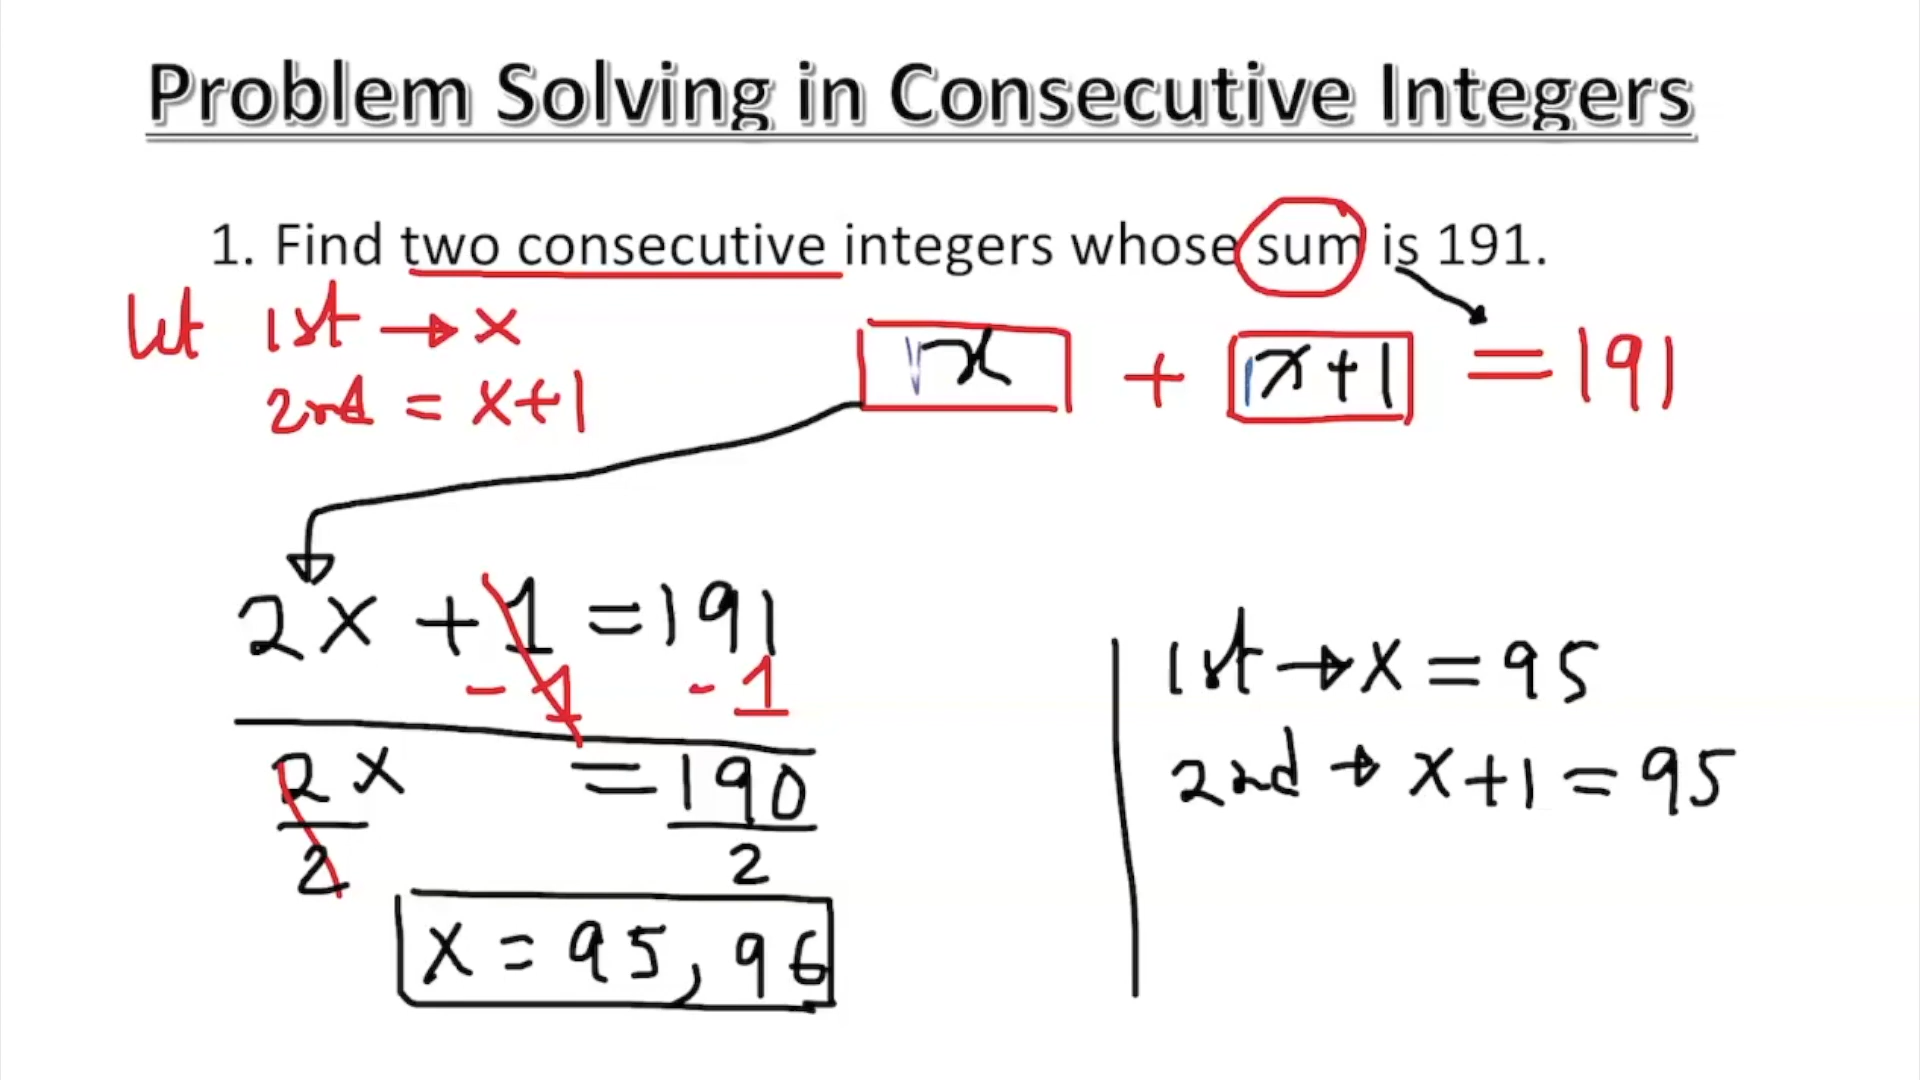 Problem Solving in Consecutive Integers
1. Find two consecutive integers whose sum is 191.
Let 1st → x
2nd = x+1
x + x+1 = 191
2x + 1 = 191
- 1 - 1
2x = 190
2 2
x = 95, 96
1st → x = 95
2nd → x+1 = 95